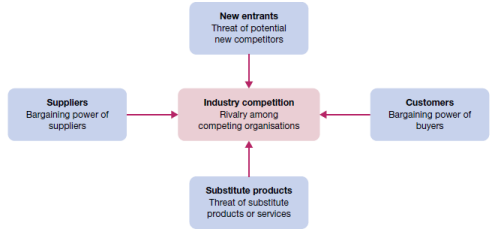 New entrants
Threat of potential
new competitors
Suppliers
Bargaining power of
suppliers
Industry competition
Rivalry among
competing organisations
Customers
Bargaining power of
buyers
Substitute products
Threat of substitute
products or services